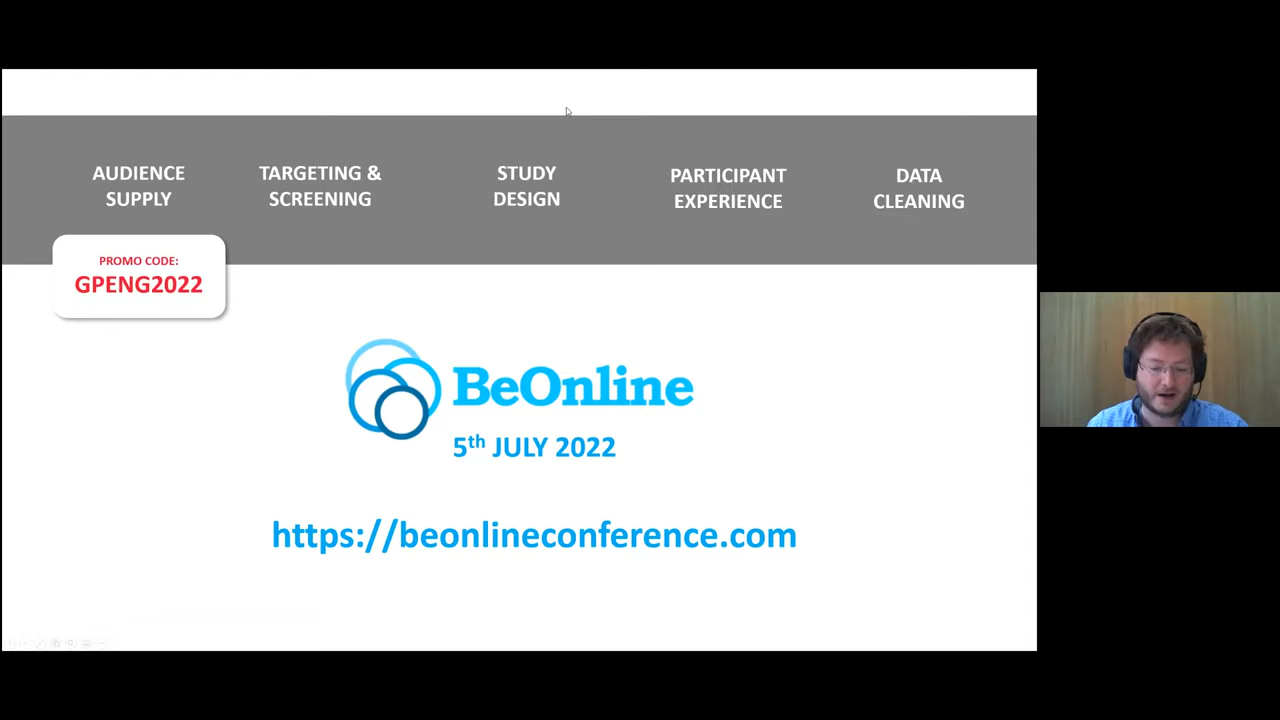 AUDIENCE
SUPPLY
TARGETING &
SCREENING
STUDY
DESIGN
PARTICIPANT
EXPERIENCE
DATA
CLEANING
PROMO CODE:
GPENG2022
BeOnline
5th JULY 2022
https://beonlineconference.com